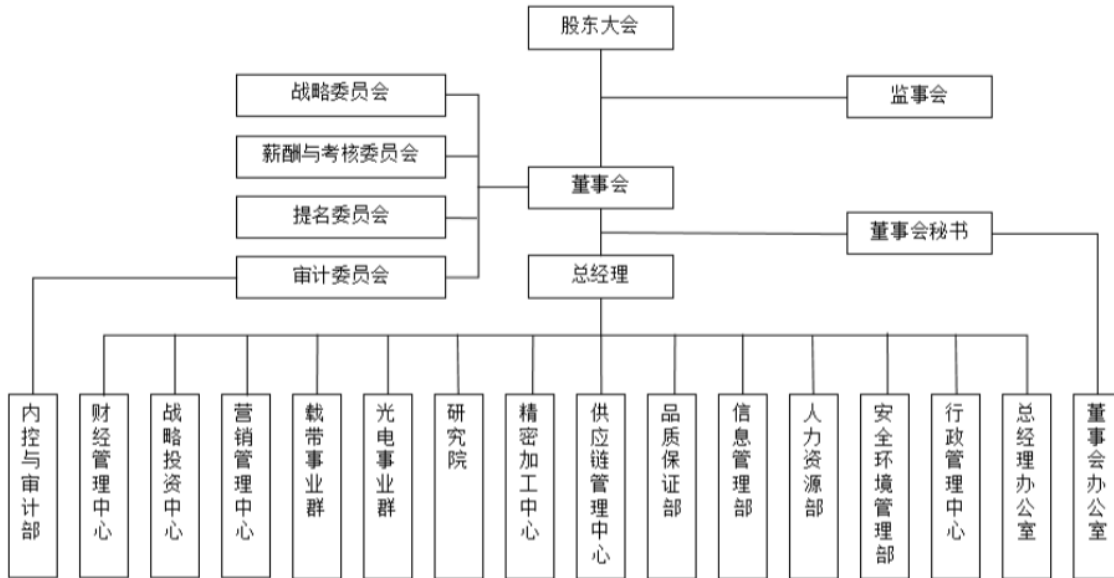 股东大会
战略委员会
监事会
薪酬与考核委员会
董事会
提名委员会
董事会秘书
审计委员会
总经理
内控与审计部
财经管理中心
战略投资中心
营销管理中心
载带事业群
光电事业群
研究院
精密加工中心
供应链管理中心
品质保证部
信息管理部
人力资源部
安全环境管理部
行政管理中心
总经理办公室
董事会办公室